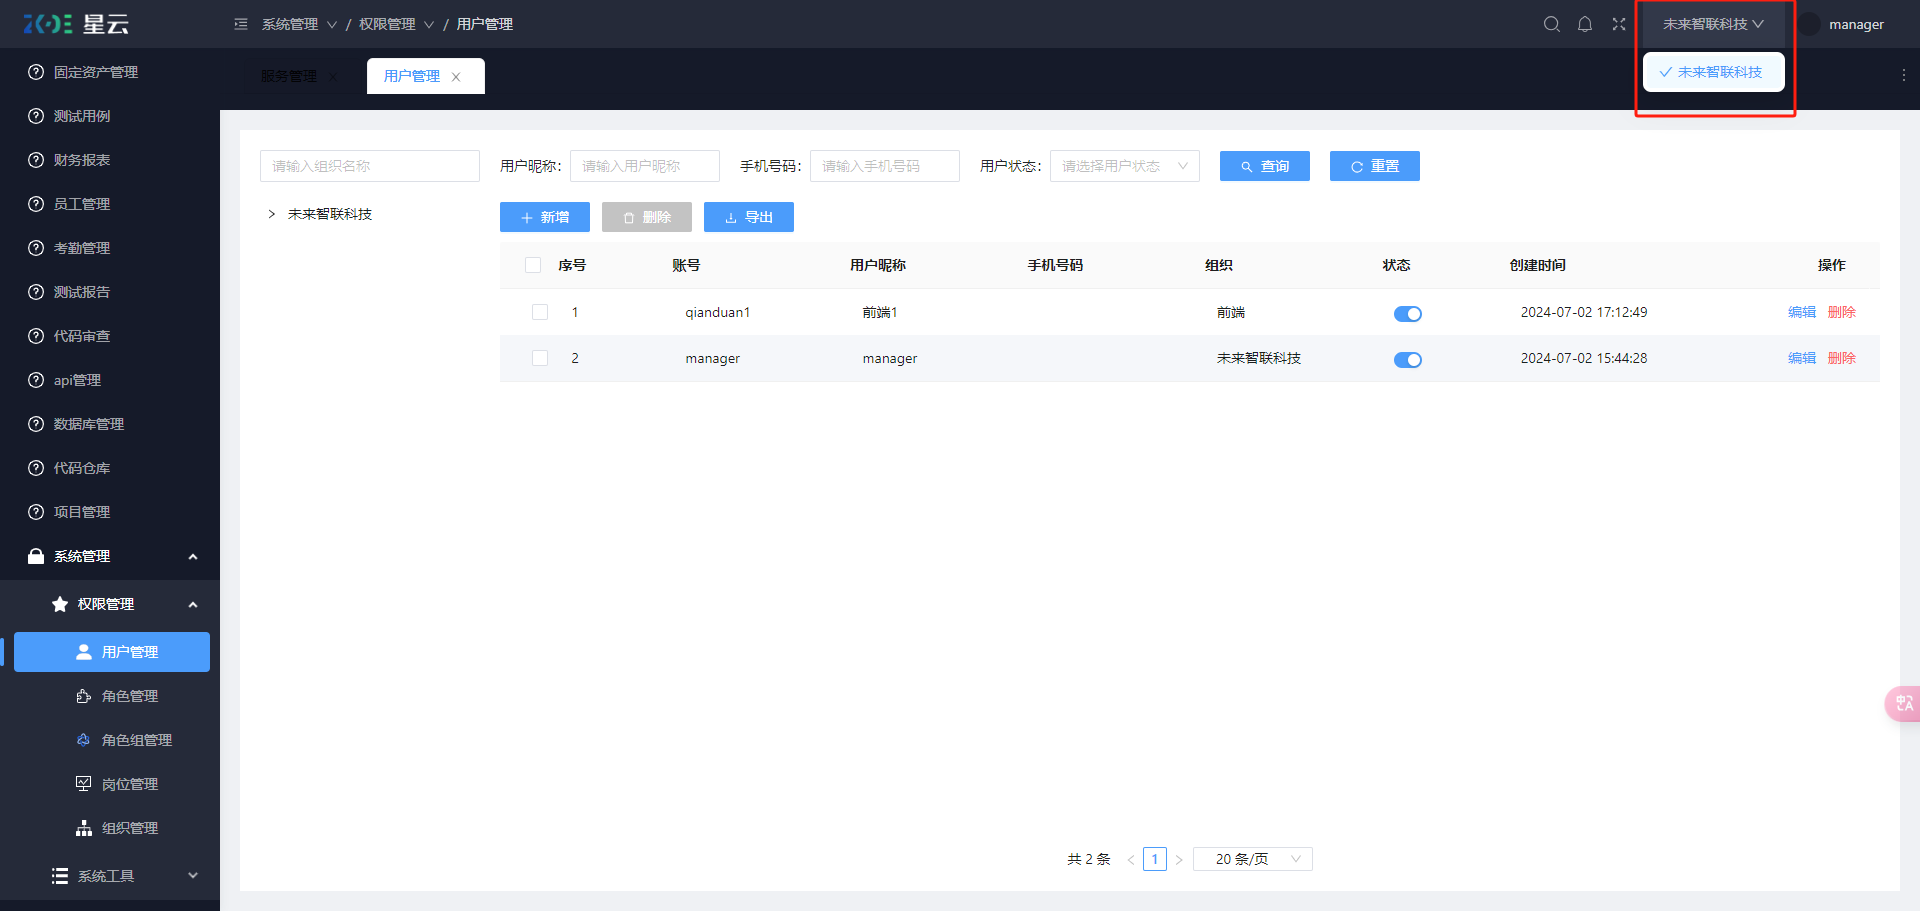 星云
系统管理 / 权限管理 / 用户管理
未来智联科技
manager
服务管理
用户管理
未来智联科技
固定资产管理
测试用例
财务报表
员工管理
考勤管理
测试报告
代码审查
api管理
数据库管理
代码仓库
项目管理
系统管理
权限管理
用户管理
角色管理
角色组管理
岗位管理
组织管理
系统工具
请输入组织名称
未来智联科技
用户昵称: 请输入用户昵称 手机号码: 请输入手机号码 用户状态: 请选择用户状态 查询 重置
新增 删除 导出
序号 账号 用户昵称 手机号码 组织 状态 创建时间 操作
1 qianduan1 前端1 前端 2024-07-02 17:12:49 编辑 删除
2 manager manager 未来智联科技 2024-07-02 15:44:28 编辑 删除
共 2 条 < 1 > 20 条/页
中A